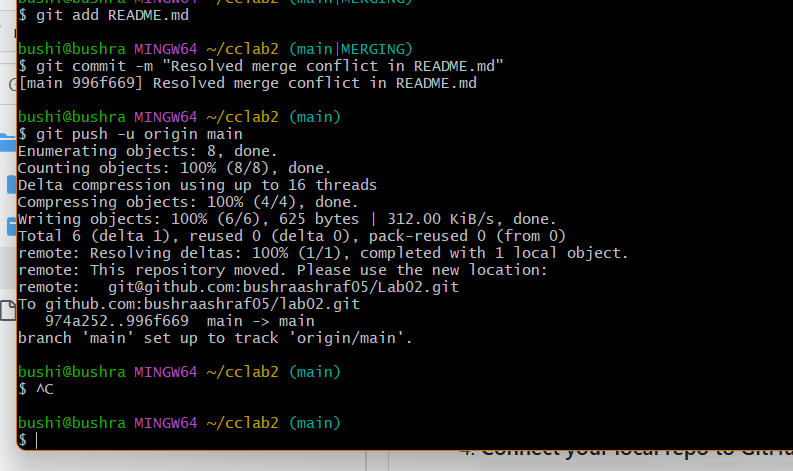 $ git add README.md
bushi@bushra MINGW64 ~/cclab2 (main|MERGING)
$ git commit -m "Resolved merge conflict in README.md"
[main 996f669] Resolved merge conflict in README.md
bushi@bushra MINGW64 ~/cclab2 (main)
$ git push -u origin main
Enumerating objects: 8, done.
Counting objects: 100% (8/8), done.
Delta compression using up to 16 threads
Compressing objects: 100% (4/4), done.
Writing objects: 100% (6/6), 625 bytes | 312.00 KiB/s, done.
Total 6 (delta 1), reused 0 (delta 0), pack-reused 0 (from 0)
remote: Resolving deltas: 100% (1/1), completed with 1 local object.
remote: This repository moved. Please use the new location:
remote:   git@github.com:bushraashraf05/Lab02.git
To github.com:bushraashraf05/lab02.git
   974a252..996f669  main -> main
branch 'main' set up to track 'origin/main'.
bushi@bushra MINGW64 ~/cclab2 (main)
$ ^C
bushi@bushra MINGW64 ~/cclab2 (main)
$
4. Connect your local repo to GitH